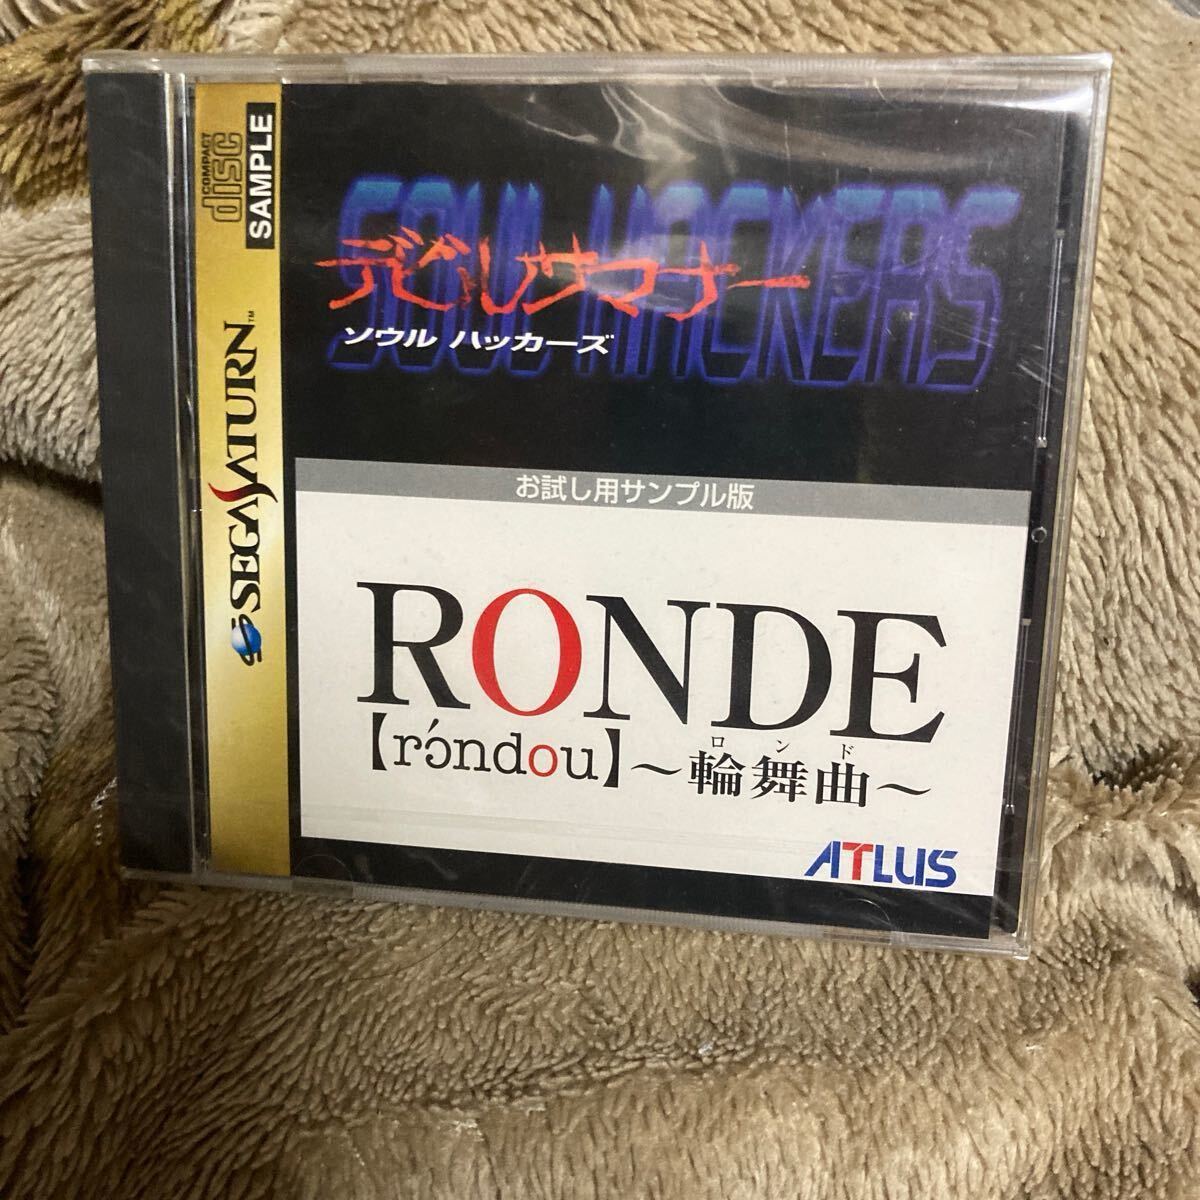 COMPACT
disc
SAMPLE
SEGA SATURN™
SOUL HACKERS
デビルサマナー
ソウル ハッカーズ
お試し用サンプル版
RONDE
ロンド
【rɔ́ndou】～輪舞曲～
ATLUS